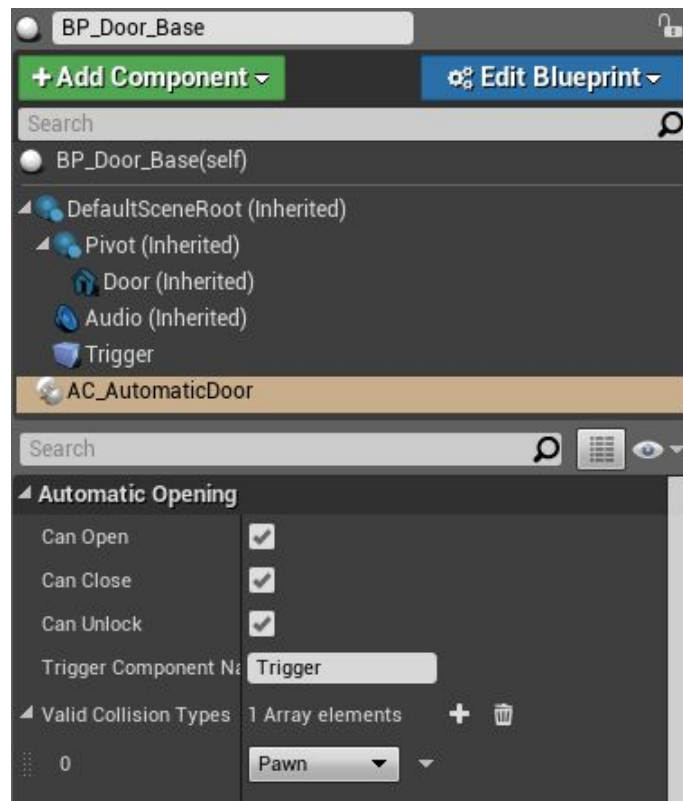 BP_Door_Base
+Add Component
Edit Blueprint
Search
BP_Door_Base(self)
DefaultSceneRoot (Inherited)
Pivot (Inherited)
Door (Inherited)
Audio (Inherited)
Trigger
AC_AutomaticDoor
Search
Automatic Opening
Can Open
Can Close
Can Unlock
Trigger Component Na Trigger
Valid Collision Types 1 Array elements
0 Pawn